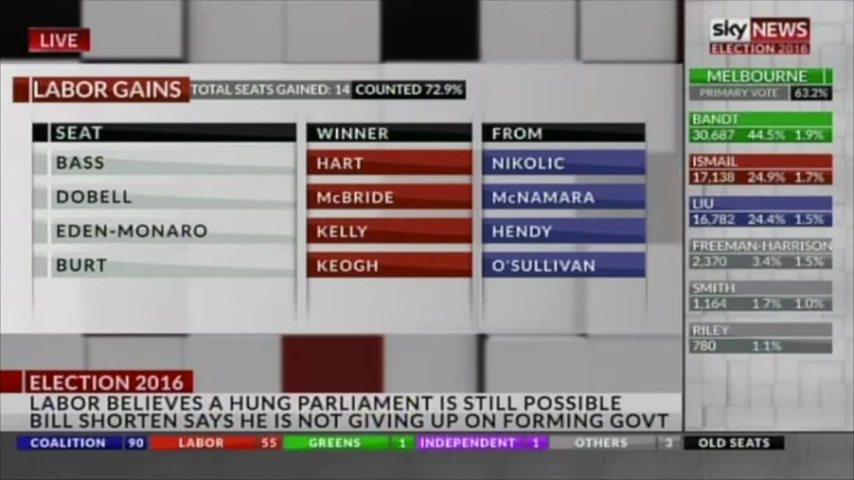 LIVE
sky NEWS
ELECTION 2016
LABOR GAINS TOTAL SEATS GAINED: 14 COUNTED 72.9%
SEAT WINNER FROM
BASS HART NIKOLIC
DOBELL McBRIDE McNAMARA
EDEN-MONARO KELLY HENDY
BURT KEOGH O'SULLIVAN
MELBOURNE
PRIMARY VOTE 63.2%
BANDT
30,687 44.5% 1.9%
ISMAIL
17,138 24.9% 1.7%
LIU
16,782 24.4% 1.5%
FREEMAN-HARRISON
2,370 3.4% 1.5%
SMITH
1,164 1.7% 1.0%
RILEY
780 1.1%
ELECTION 2016
LABOR BELIEVES A HUNG PARLIAMENT IS STILL POSSIBLE
BILL SHORTEN SAYS HE IS NOT GIVING UP ON FORMING GOVT
COALITION 90 LABOR 55 GREENS 1 INDEPENDENT 1 OTHERS 3 OLD SEATS